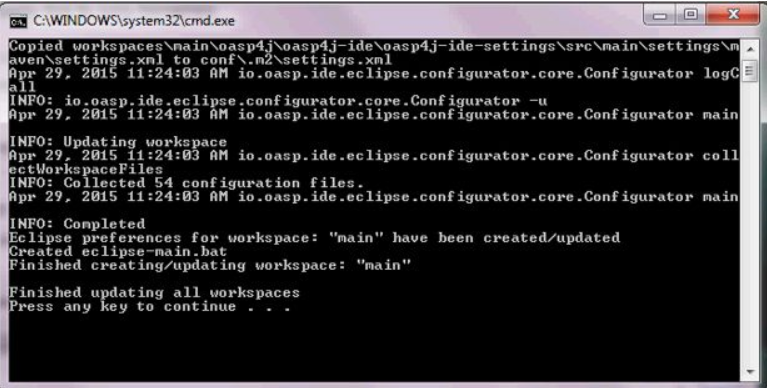 C:\WINDOWS\system32\cmd.exe
Copied workspaces\main\oasp4j\oasp4j-ide\oasp4j-ide-settings\src\main\settings\m
aven\settings.xml to conf\.m2\settings.xml
Apr 29, 2015 11:24:03 AM io.oasp.ide.eclipse.configurator.core.Configurator logC
all
INFO: io.oasp.ide.eclipse.configurator.core.Configurator -u
Apr 29, 2015 11:24:03 AM io.oasp.ide.eclipse.configurator.core.Configurator main
INFO: Updating workspace
Apr 29, 2015 11:24:03 AM io.oasp.ide.eclipse.configurator.core.Configurator coll
ectWorkspaceFiles
INFO: Collected 54 configuration files.
Apr 29, 2015 11:24:03 AM io.oasp.ide.eclipse.configurator.core.Configurator main
INFO: Completed
Eclipse preferences for workspace: "main" have been created/updated
Created eclipse-main.bat
Finished creating/updating workspace: "main"
Finished updating all workspaces
Press any key to continue . . .